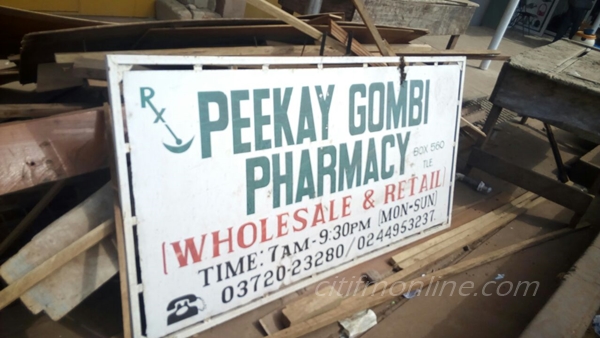 Rx
PEEKAY GOMBI
PHARMACY
BOX 560
TLE.
[WHOLESALE & RETAIL]
TIME: 7AM-9:30PM [MON-SUN]
03720-23280/0244953237.
citifmonline.com/